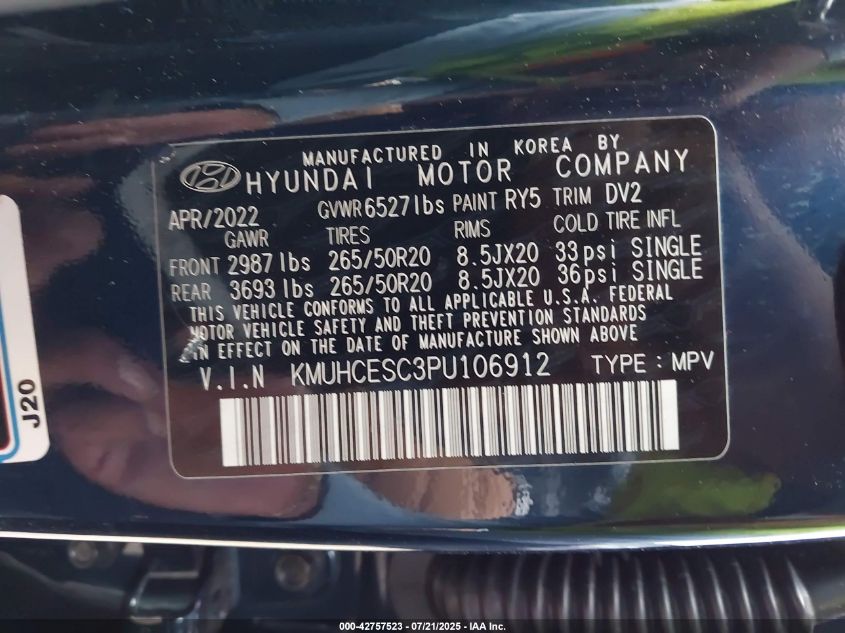 MANUFACTURED IN KOREA BY
HYUNDAI MOTOR COMPANY
APR/2022 GVWR 6527lbs PAINT RY5 TRIM DV2
GAWR TIRES RIMS COLD TIRE INFL
FRONT 2987 lbs 265/50R20 8.5JX20 33psi SINGLE
REAR 3693 lbs 265/50R20 8.5JX20 36psi SINGLE
THIS VEHICLE CONFORMS TO ALL APPLICABLE U.S.A. FEDERAL
MOTOR VEHICLE SAFETY AND THEFT PREVENTION STANDARDS
IN EFFECT ON THE DATE OF MANUFACTURE SHOWN ABOVE
V.I.N KMUHCESC3PU106912 TYPE : MPV
J20
000-42757523 - 07/21/2025 - IAA Inc.